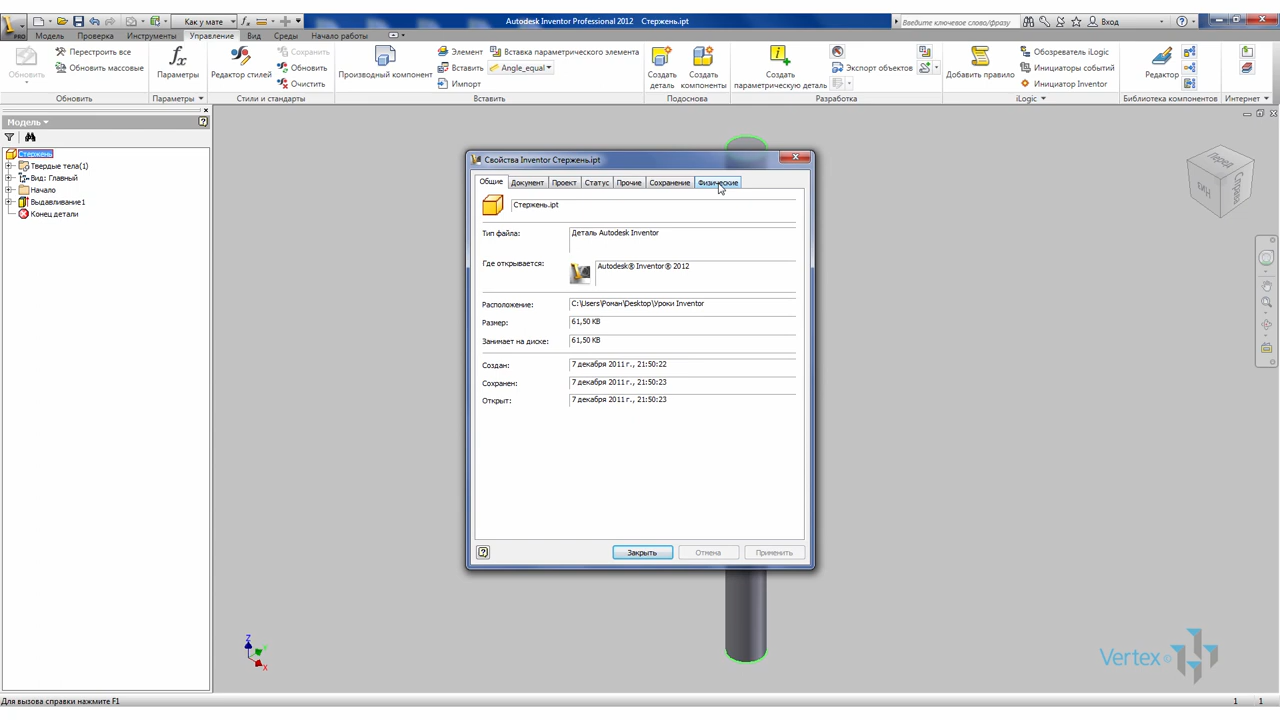 PRO
Как у мате
Autodesk Inventor Professional 2012 Стержень.ipt
Введите ключевое слово/фразу
Вход
Модель Проверка Инструменты Управление Вид Среды Начало работы
Обновить
Перестроить все
Обновить массовые
Обновить
fx
Параметры
Параметры
Редактор стилей
Сохранить
Обновить
Очистить
Стили и стандарты
Производный компонент
Элемент
Вставить
Импорт
Вставка параметрического элемента
Angle_equal
Вставить
Создать деталь
Создать компоненты
Подоснова
Создать параметрическую деталь
Экспорт объектов
Разработка
Добавить правило
Обозреватель iLogic
Инициаторы событий
Инициатор Inventor
iLogic
Редактор
Библиотека компонентов
Интернет
Модель
Стержень
Твердые тела(1)
Вид: Главный
Начало
Выдавливание1
Конец детали
Свойства Inventor Стержень.ipt
Общие Документ Проект Статус Прочие Сохранение Физические
Стержень.ipt
Тип файла: Деталь Autodesk Inventor
Где открывается: Autodesk® Inventor® 2012
Расположение: C:\Users\Роман\Desktop\Уроки Inventor
Размер: 61,50 KB
Занимает на диске: 61,50 KB
Создан: 7 декабря 2011 г., 21:50:22
Сохранен: 7 декабря 2011 г., 21:50:23
Открыт: 7 декабря 2011 г., 21:50:23
Закрыть Отмена Применить
Перед
Низ
Справа
Z
X
Vertex ©
Для вызова справки нажмите F1
1 1